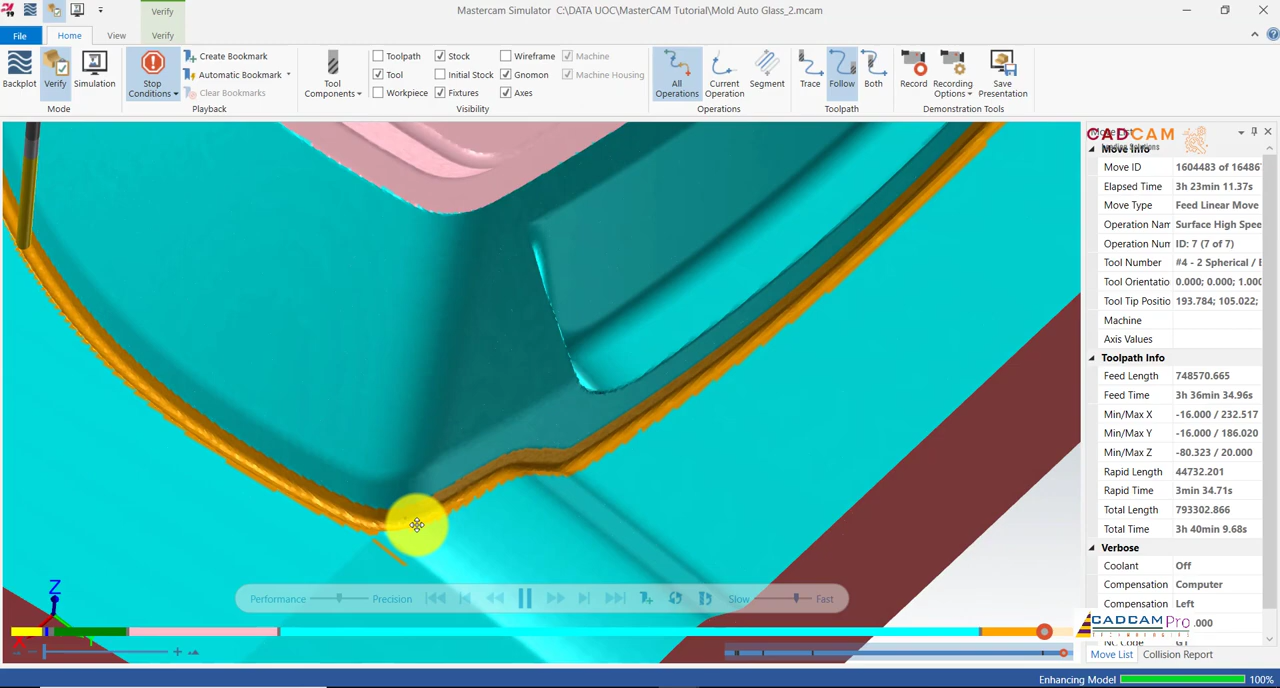 Verify
Mastercam Simulator C:\DATA UOC\MasterCAM Tutorial\Mold Auto Glass_2.mcam
File
Home
View
Verify
Backplot
Verify
Simulation
Mode
Stop Conditions
Create Bookmark
Automatic Bookmark
Clear Bookmarks
Playback
Tool Components
Toolpath
Stock
Wireframe
Machine
Tool
Initial Stock
Gnomon
Machine Housing
Workpiece
Fixtures
Axes
Visibility
All Operations
Current Operation
Segment
Operations
Trace
Follow
Both
Toolpath
Record
Recording Options
Save Presentation
Demonstration Tools
CADCAM
Move Info
Move ID 1604483 of 16486
Elapsed Time 3h 23min 11.37s
Move Type Feed Linear Move
Operation Nam Surface High Spee
Operation Num ID: 7 (7 of 7)
Tool Number #4 - 2 Spherical /
Tool Orientatio 0.000; 0.000; 1.000
Tool Tip Positio 193.784; 105.022;
Machine
Axis Values
Toolpath Info
Feed Length 748570.665
Feed Time 3h 36min 34.96s
Min/Max X -16.000 / 232.517
Min/Max Y -16.000 / 186.020
Min/Max Z -80.323 / 20.000
Rapid Length 44732.201
Rapid Time 3min 34.71s
Total Length 793302.866
Total Time 3h 40min 9.68s
Verbose
Coolant Off
Compensation Computer
Compensation Left
.000
CADCAMPro
TECHNOLOGIES
Move List
Collision Report
Performance
Precision
Slow
Fast
Z
X
Enhancing Model 100%